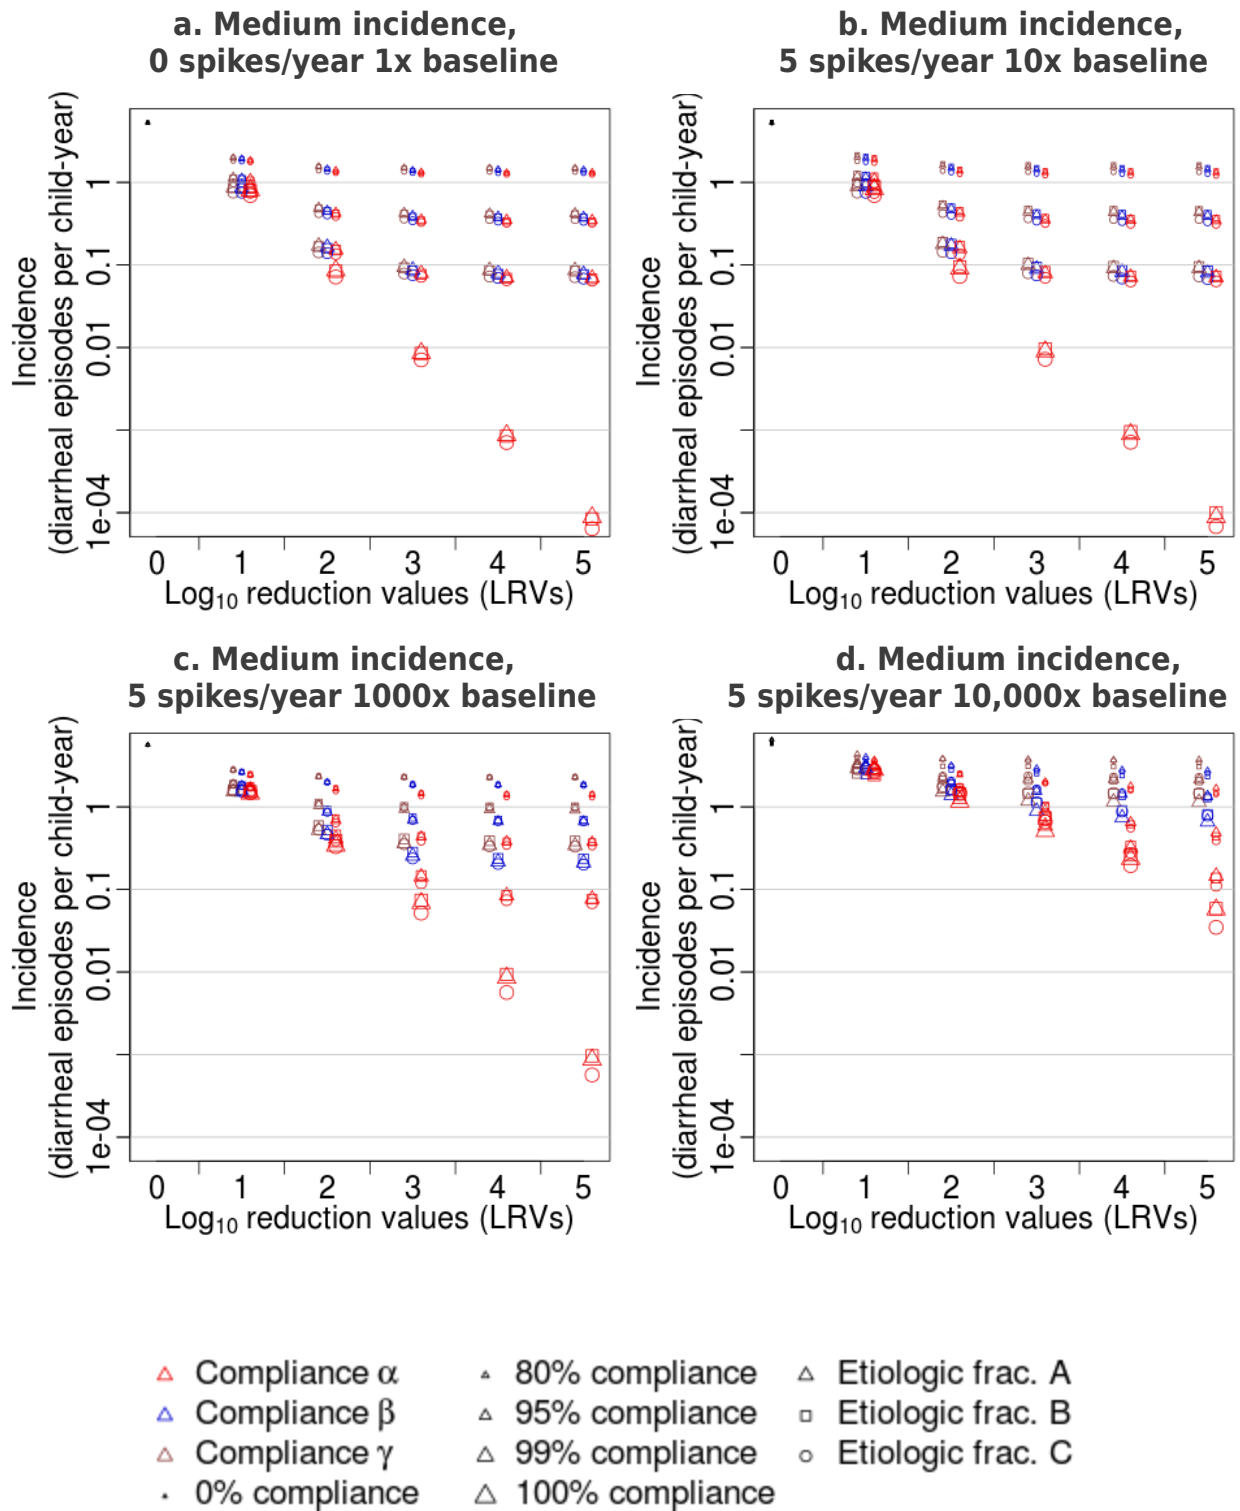 a. Medium incidence,
0 spikes/year 1x baseline
Incidence
(diarrheal episodes per child-year)
1
0.1
0.01
1e-04
0 1 2 3 4 5
Log10 reduction values (LRVs)
b. Medium incidence,
5 spikes/year 10x baseline
Incidence
(diarrheal episodes per child-year)
1
0.1
0.01
1e-04
0 1 2 3 4 5
Log10 reduction values (LRVs)
c. Medium incidence,
5 spikes/year 1000x baseline
Incidence
(diarrheal episodes per child-year)
1
0.1
0.01
1e-04
0 1 2 3 4 5
Log10 reduction values (LRVs)
d. Medium incidence,
5 spikes/year 10,000x baseline
Incidence
(diarrheal episodes per child-year)
1
0.1
0.01
1e-04
0 1 2 3 4 5
Log10 reduction values (LRVs)
Compliance α
Compliance β
Compliance γ
0% compliance
80% compliance
95% compliance
99% compliance
100% compliance
Etiologic frac. A
Etiologic frac. B
Etiologic frac. C